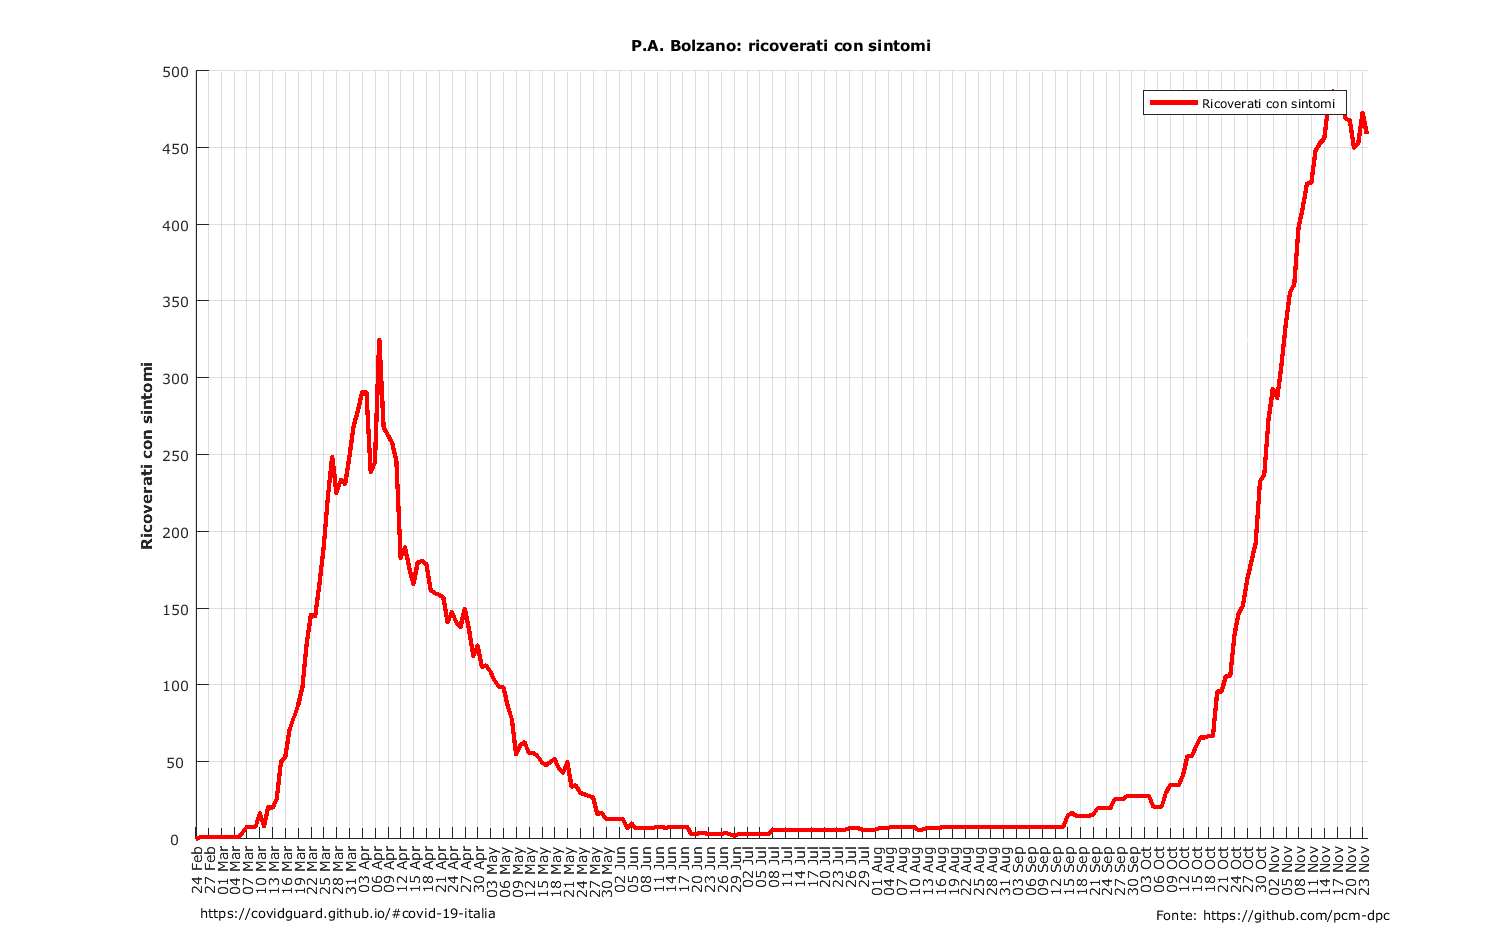 P.A. Bolzano: ricoverati con sintomi
Ricoverati con sintomi
500
450
400
350
300
250
200
150
100
50
0
Ricoverati con sintomi
24 Feb
27 Feb
01 Mar
04 Mar
07 Mar
10 Mar
13 Mar
16 Mar
19 Mar
22 Mar
25 Mar
28 Mar
31 Mar
03 Apr
06 Apr
09 Apr
12 Apr
15 Apr
18 Apr
21 Apr
24 Apr
27 Apr
30 Apr
03 May
06 May
09 May
12 May
15 May
18 May
21 May
24 May
27 May
30 May
02 Jun
05 Jun
08 Jun
11 Jun
14 Jun
17 Jun
20 Jun
23 Jun
26 Jun
29 Jun
02 Jul
05 Jul
08 Jul
11 Jul
14 Jul
17 Jul
20 Jul
23 Jul
26 Jul
29 Jul
01 Aug
04 Aug
07 Aug
10 Aug
13 Aug
16 Aug
19 Aug
22 Aug
25 Aug
28 Aug
31 Aug
03 Sep
06 Sep
09 Sep
12 Sep
15 Sep
18 Sep
21 Sep
24 Sep
27 Sep
30 Sep
03 Oct
06 Oct
09 Oct
12 Oct
15 Oct
18 Oct
21 Oct
24 Oct
27 Oct
30 Oct
02 Nov
05 Nov
08 Nov
11 Nov
14 Nov
17 Nov
20 Nov
23 Nov
https://covidguard.github.io/#covid-19-italia
Fonte: https://github.com/pcm-dpc